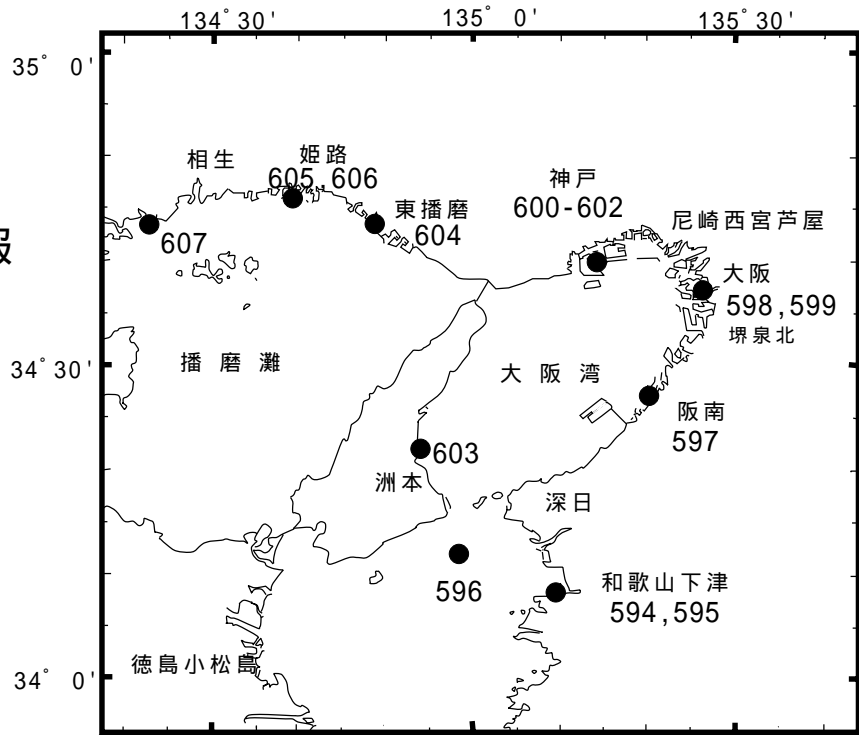 134°30'
135° 0'
135°30'
35° 0'
相生
姫路
605,606
神戸
600-602
東播磨
604
尼崎西宮芦屋
報
607
大阪
598,599
堺泉北
34°30'
播磨灘
大阪湾
阪南
597
603
洲本
深日
596
和歌山下津
594,595
徳島小松島
34° 0'